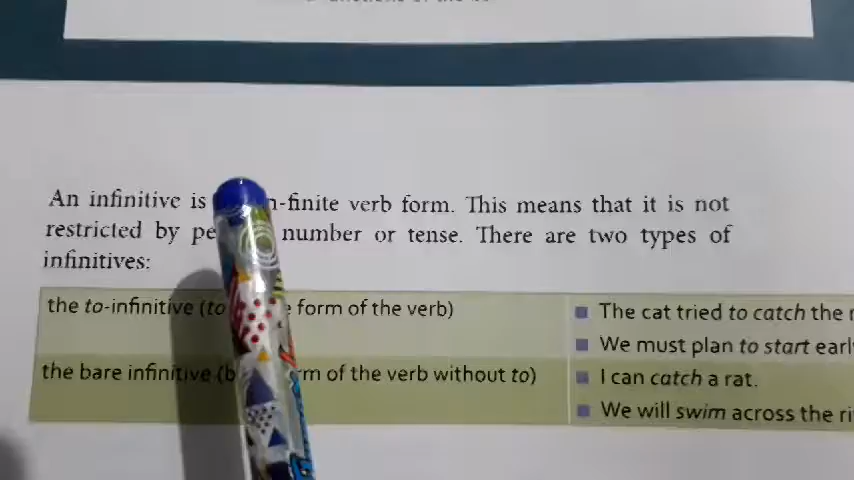 An infinitive is n-finite verb form. This means that it is not
restricted by pe number or tense. There are two types of
infinitives:
the to-infinitive (to form of the verb)
The cat tried to catch the
We must plan to start earl
the bare infinitive (b rm of the verb without to)
I can catch a rat.
We will swim across the ri